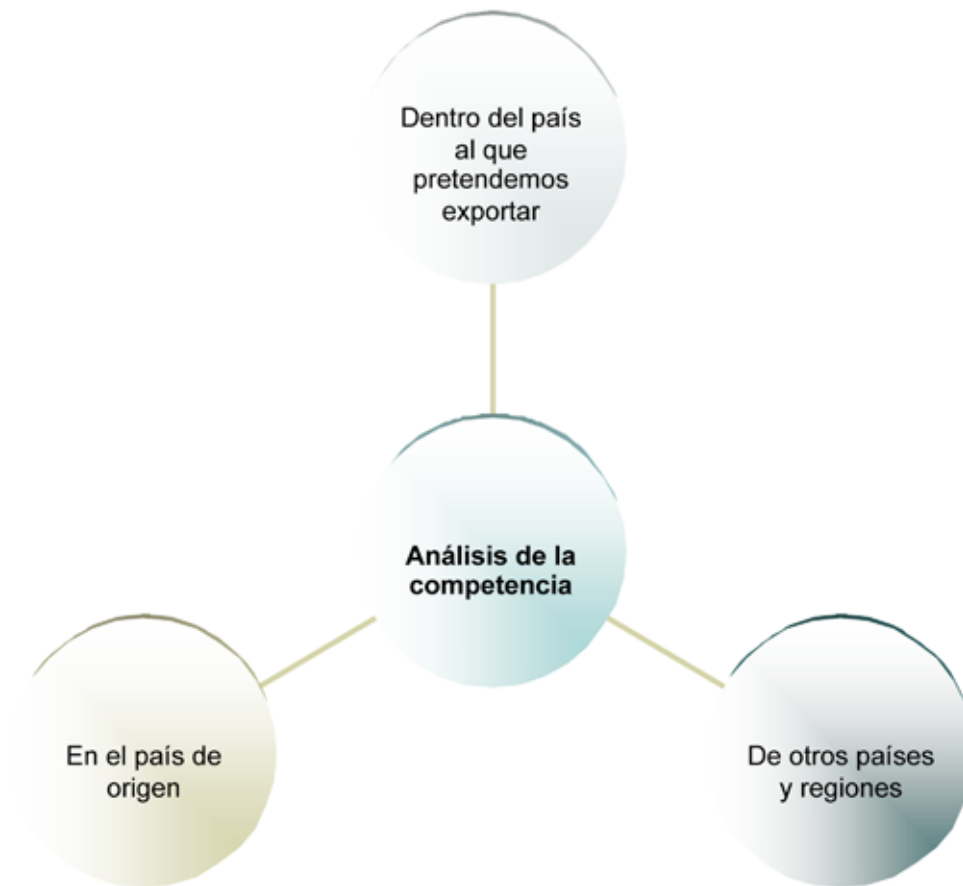 Dentro del país
al que
pretendemos
exportar
Análisis de la
competencia
En el país de
origen
De otros países
y regiones